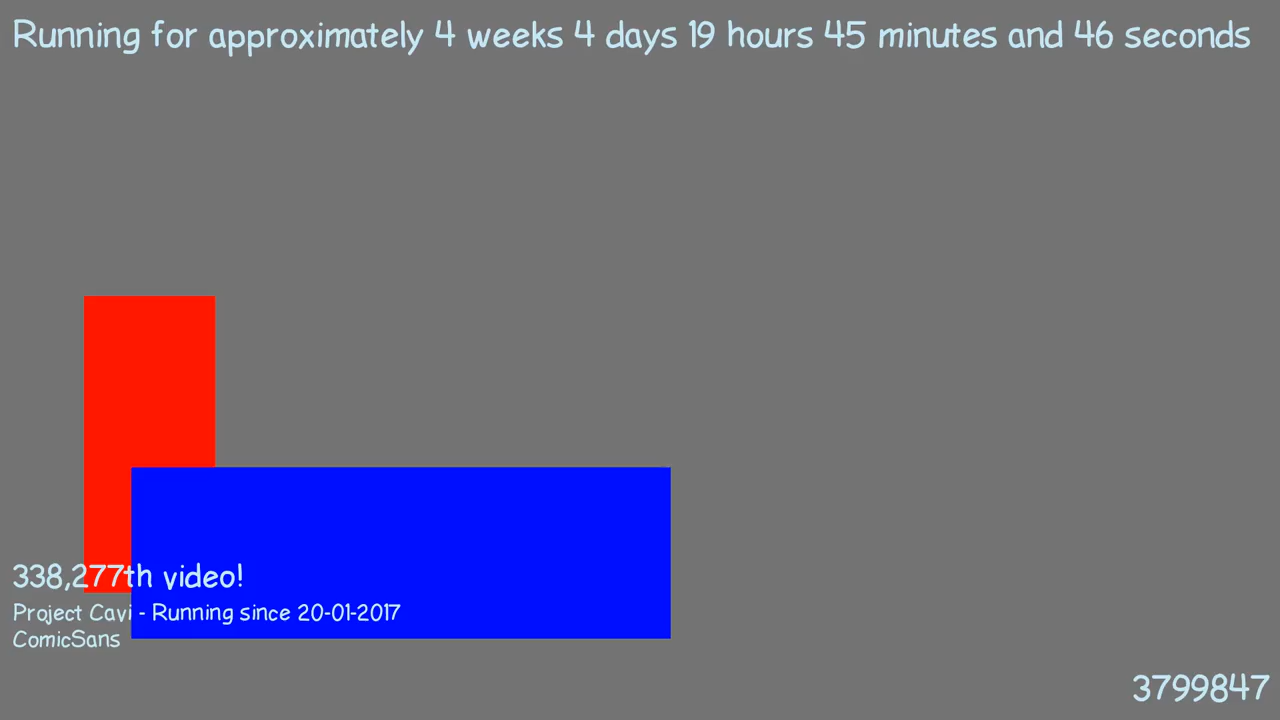 Running for approximately 4 weeks 4 days 19 hours 45 minutes and 46 seconds
338,277th video!
Project Cavi - Running since 20-01-2017
ComicSans
3799847